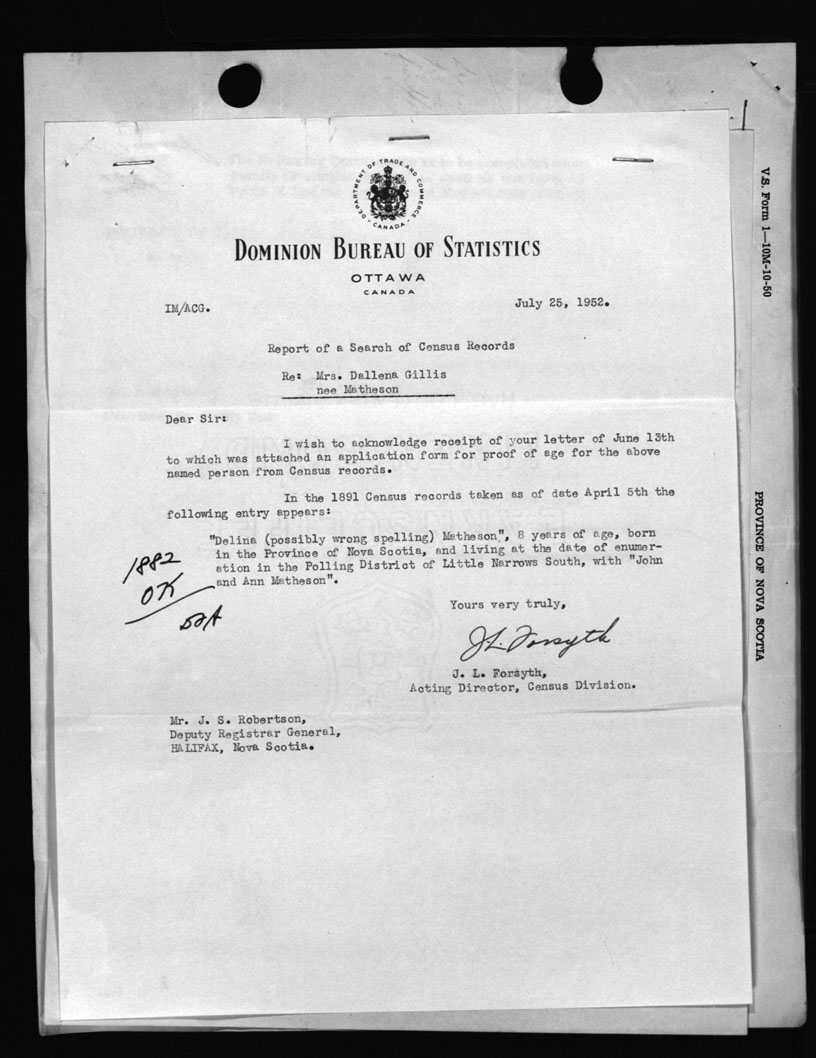 DEPARTMENT OF TRADE AND COMMERCE
- CANADA -
DOMINION BUREAU OF STATISTICS
OTTAWA
CANADA
IM/ACG.
July 25, 1952.
Report of a Search of Census Records
Re: Mrs. Dallena Gillis
nee Matheson
Dear Sir:
I wish to acknowledge receipt of your letter of June 13th
to which was attached an application form for proof of age for the above
named person from Census records.
In the 1891 Census records taken as of date April 5th the
following entry appears:
"Delina (possibly wrong spelling) Matheson", 8 years of age, born
in the Province of Nova Scotia, and living at the date of enumer-
ation in the Polling District of Little Narrows South, with "John
and Ann Matheson".
1882
OK
Yours very truly,
J. L. Forsyth
J. L. Forsyth,
Acting Director, Census Division.
Mr. J. S. Robertson,
Deputy Registrar General,
HALIFAX, Nova Scotia.
V.S. Form 1—10M-10-50
PROVINCE OF NOVA SCOTIA